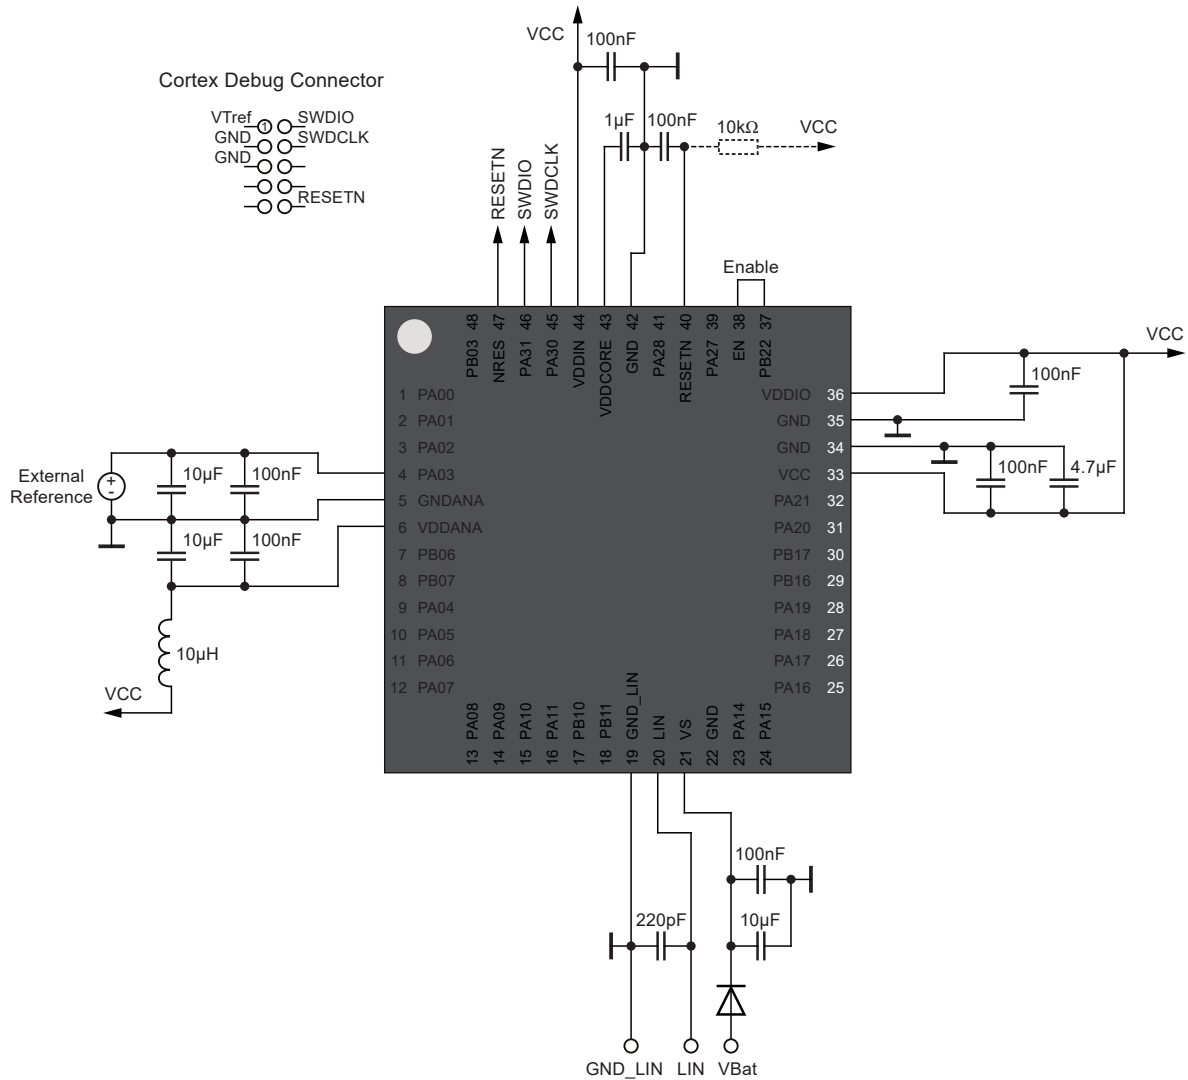 VCC
100nF
Cortex Debug Connector
VTref 1 SWDIO
GND SWDCLK
GND
RESETN
1µF 100nF 10kΩ VCC
RESETN
SWDIO
SWDCLK
Enable
48 PB03
47 NRES
46 PA31
45 PA30
44 VDDIN
43 VDDCORE
42 GND
41 PA28
40 RESETN
39 PA27
38 EN
37 PB22
1 PA00
2 PA01
3 PA02
4 PA03
5 GNDANA
6 VDDANA
7 PB06
8 PB07
9 PA04
10 PA05
11 PA06
12 PA07
VDDIO 36
GND 35
GND 34
VCC 33
PA21 32
PA20 31
PB17 30
PB16 29
PA19 28
PA18 27
PA17 26
PA16 25
VCC
100nF
100nF 4.7µF
External
Reference
+
-
10µF 100nF
10µF 100nF
10µH
VCC
13 PA08
14 PA09
15 PA10
16 PA11
17 PB10
18 PB11
19 GND_LIN
20 LIN
21 VS
22 GND
23 PA14
24 PA15
100nF
220pF 10µF
GND_LIN LIN VBat